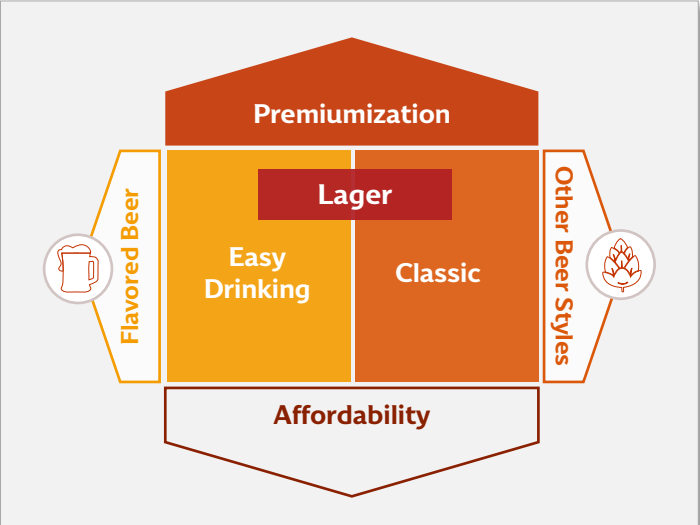 Premiumization
Flavored Beer
Lager
Easy
Drinking
Classic
Other Beer Styles
Affordability